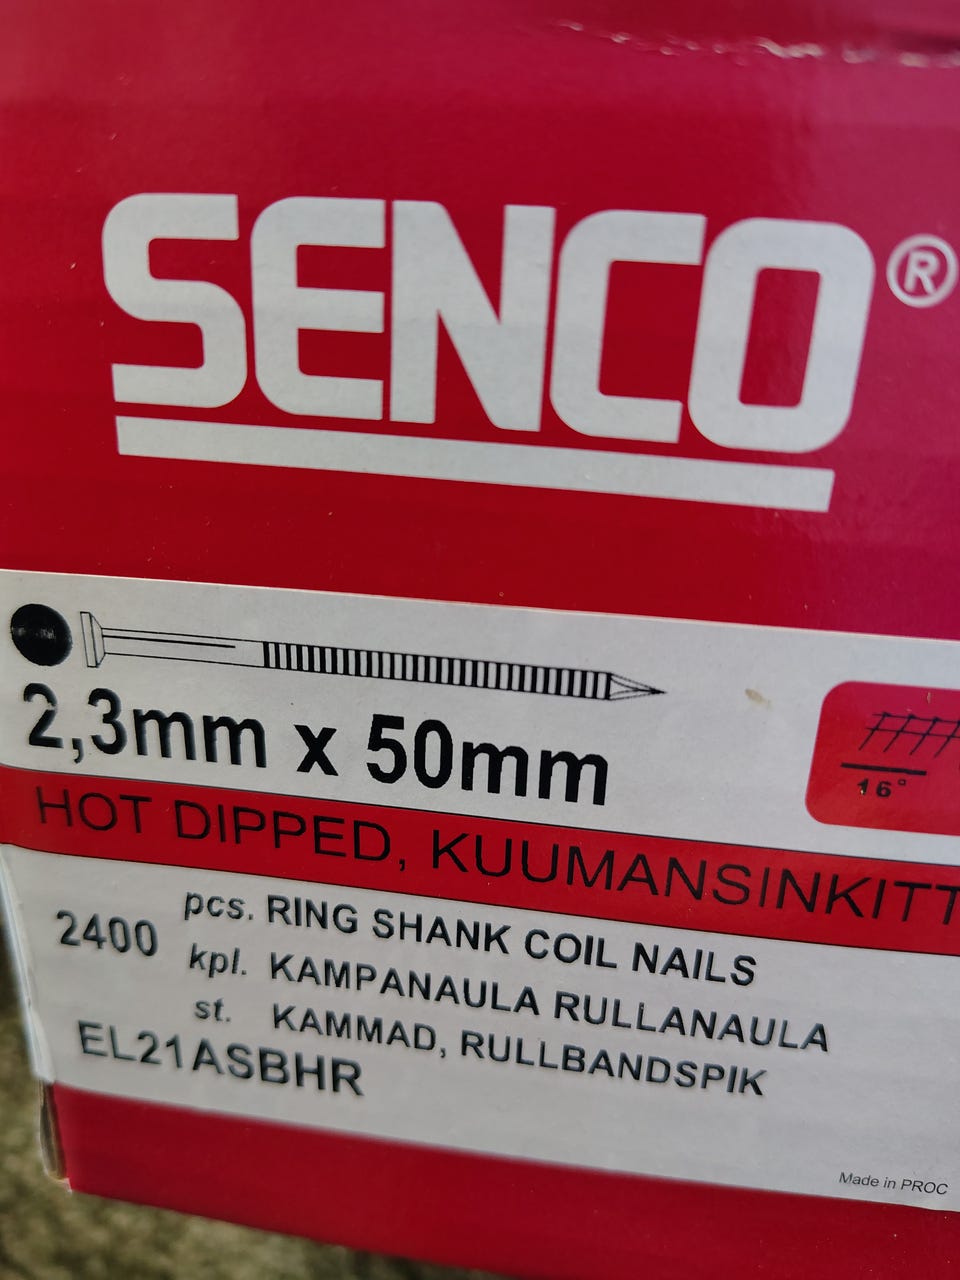 SENCO®
2,3mm x 50mm
16°
HOT DIPPED, KUUMANSINKITT
2400 pcs. RING SHANK COIL NAILS
kpl. KAMPANAULA RULLANAULA
st. KAMMAD, RULLBANDSPIK
EL21ASBHR
Made in PROC